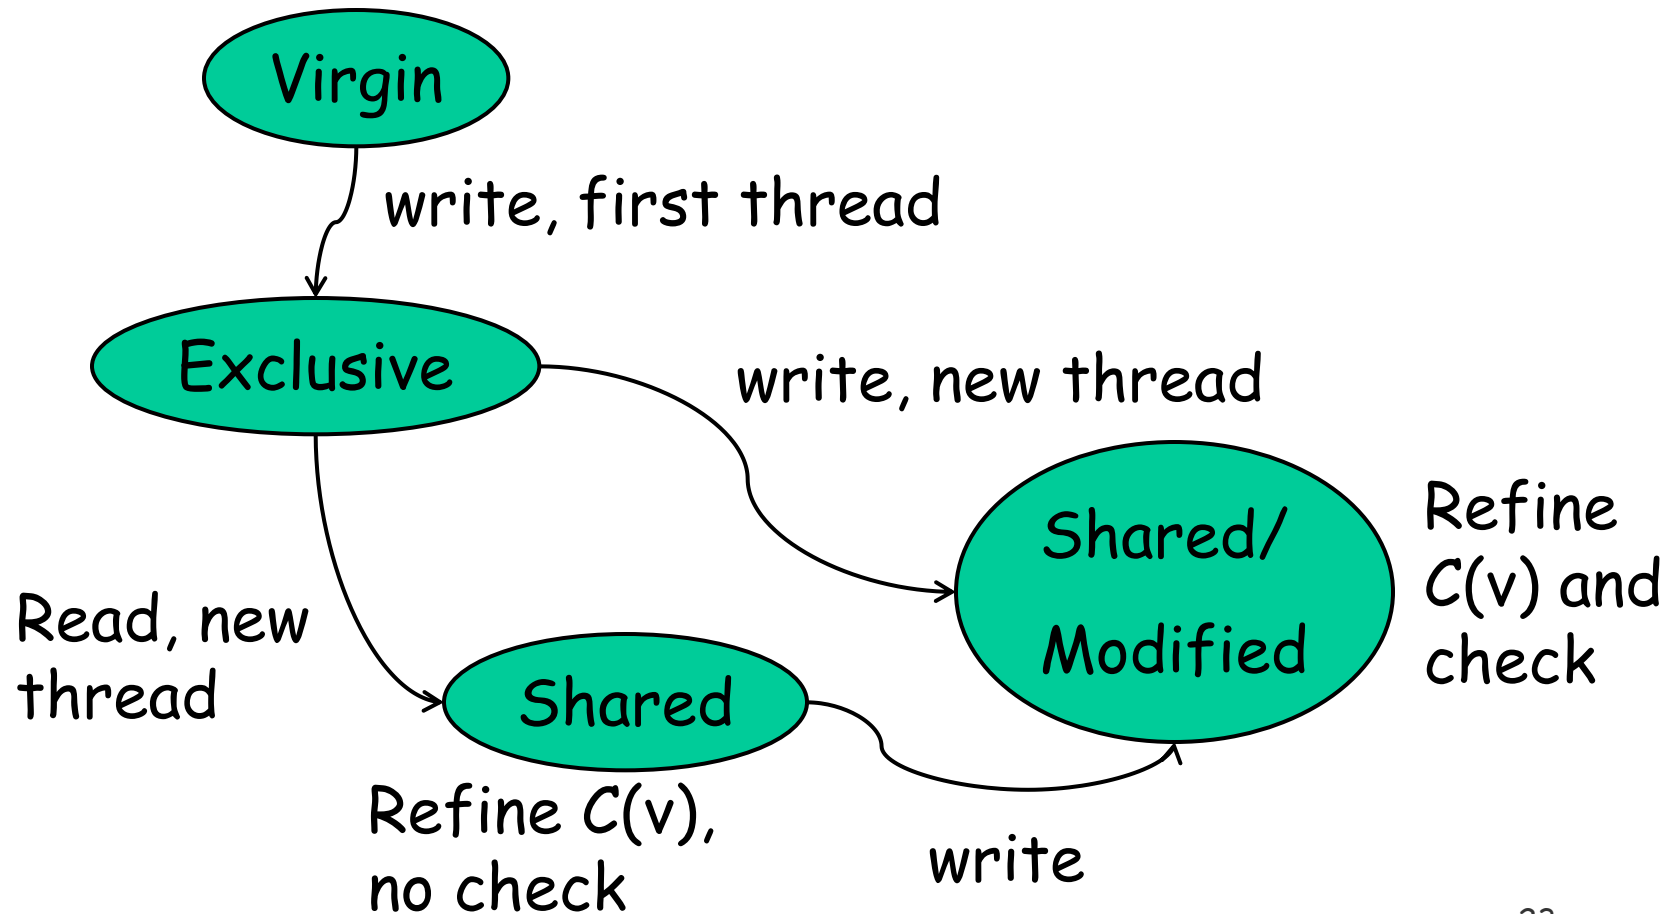 Virgin
write, first thread
Exclusive
write, new thread
Shared/
Modified
Refine
C(v) and
check
Read, new
thread
Shared
Refine C(v),
no check
write